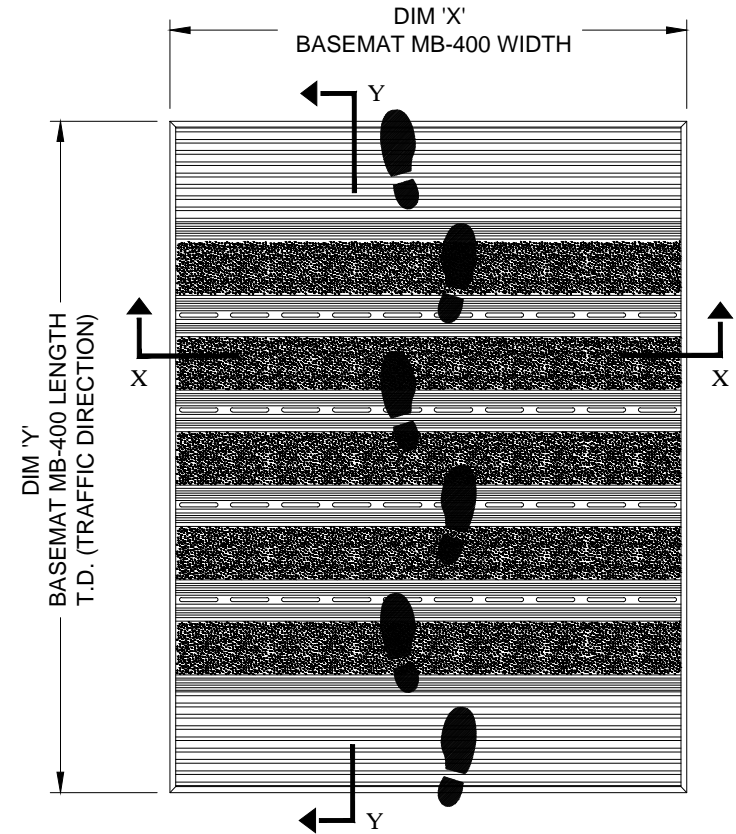 DIM 'X'
BASEMAT MB-400 WIDTH
Y
X
X
DIM 'Y'
BASEMAT MB-400 LENGTH
T.D. (TRAFFIC DIRECTION)
Y